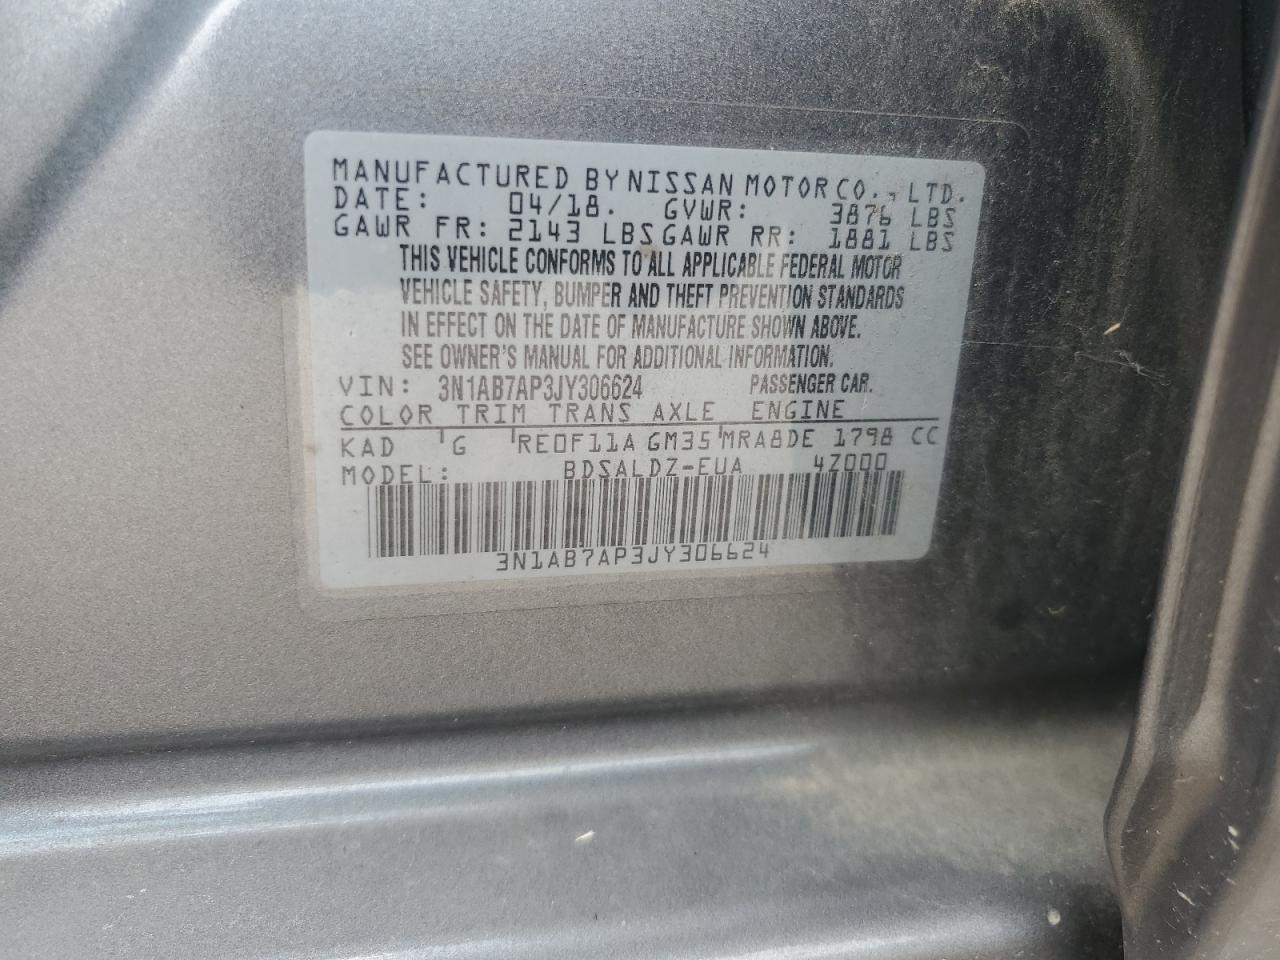 MANUFACTURED BY NISSAN MOTOR CO., LTD.
DATE: 04/18. GVWR: 3876 LBS
GAWR FR: 2143 LBS GAWR RR: 1881 LBS
THIS VEHICLE CONFORMS TO ALL APPLICABLE FEDERAL MOTOR
VEHICLE SAFETY, BUMPER AND THEFT PREVENTION STANDARDS
IN EFFECT ON THE DATE OF MANUFACTURE SHOWN ABOVE.
SEE OWNER'S MANUAL FOR ADDITIONAL INFORMATION.
VIN: 3N1AB7AP3JY306624 PASSENGER CAR.
COLOR TRIM TRANS AXLE ENGINE
KAD G RE0F11A GM35 MRA8DE 1798 CC
MODEL: BDSALDZ-EUA 4Z000
3N1AB7AP3JY306624